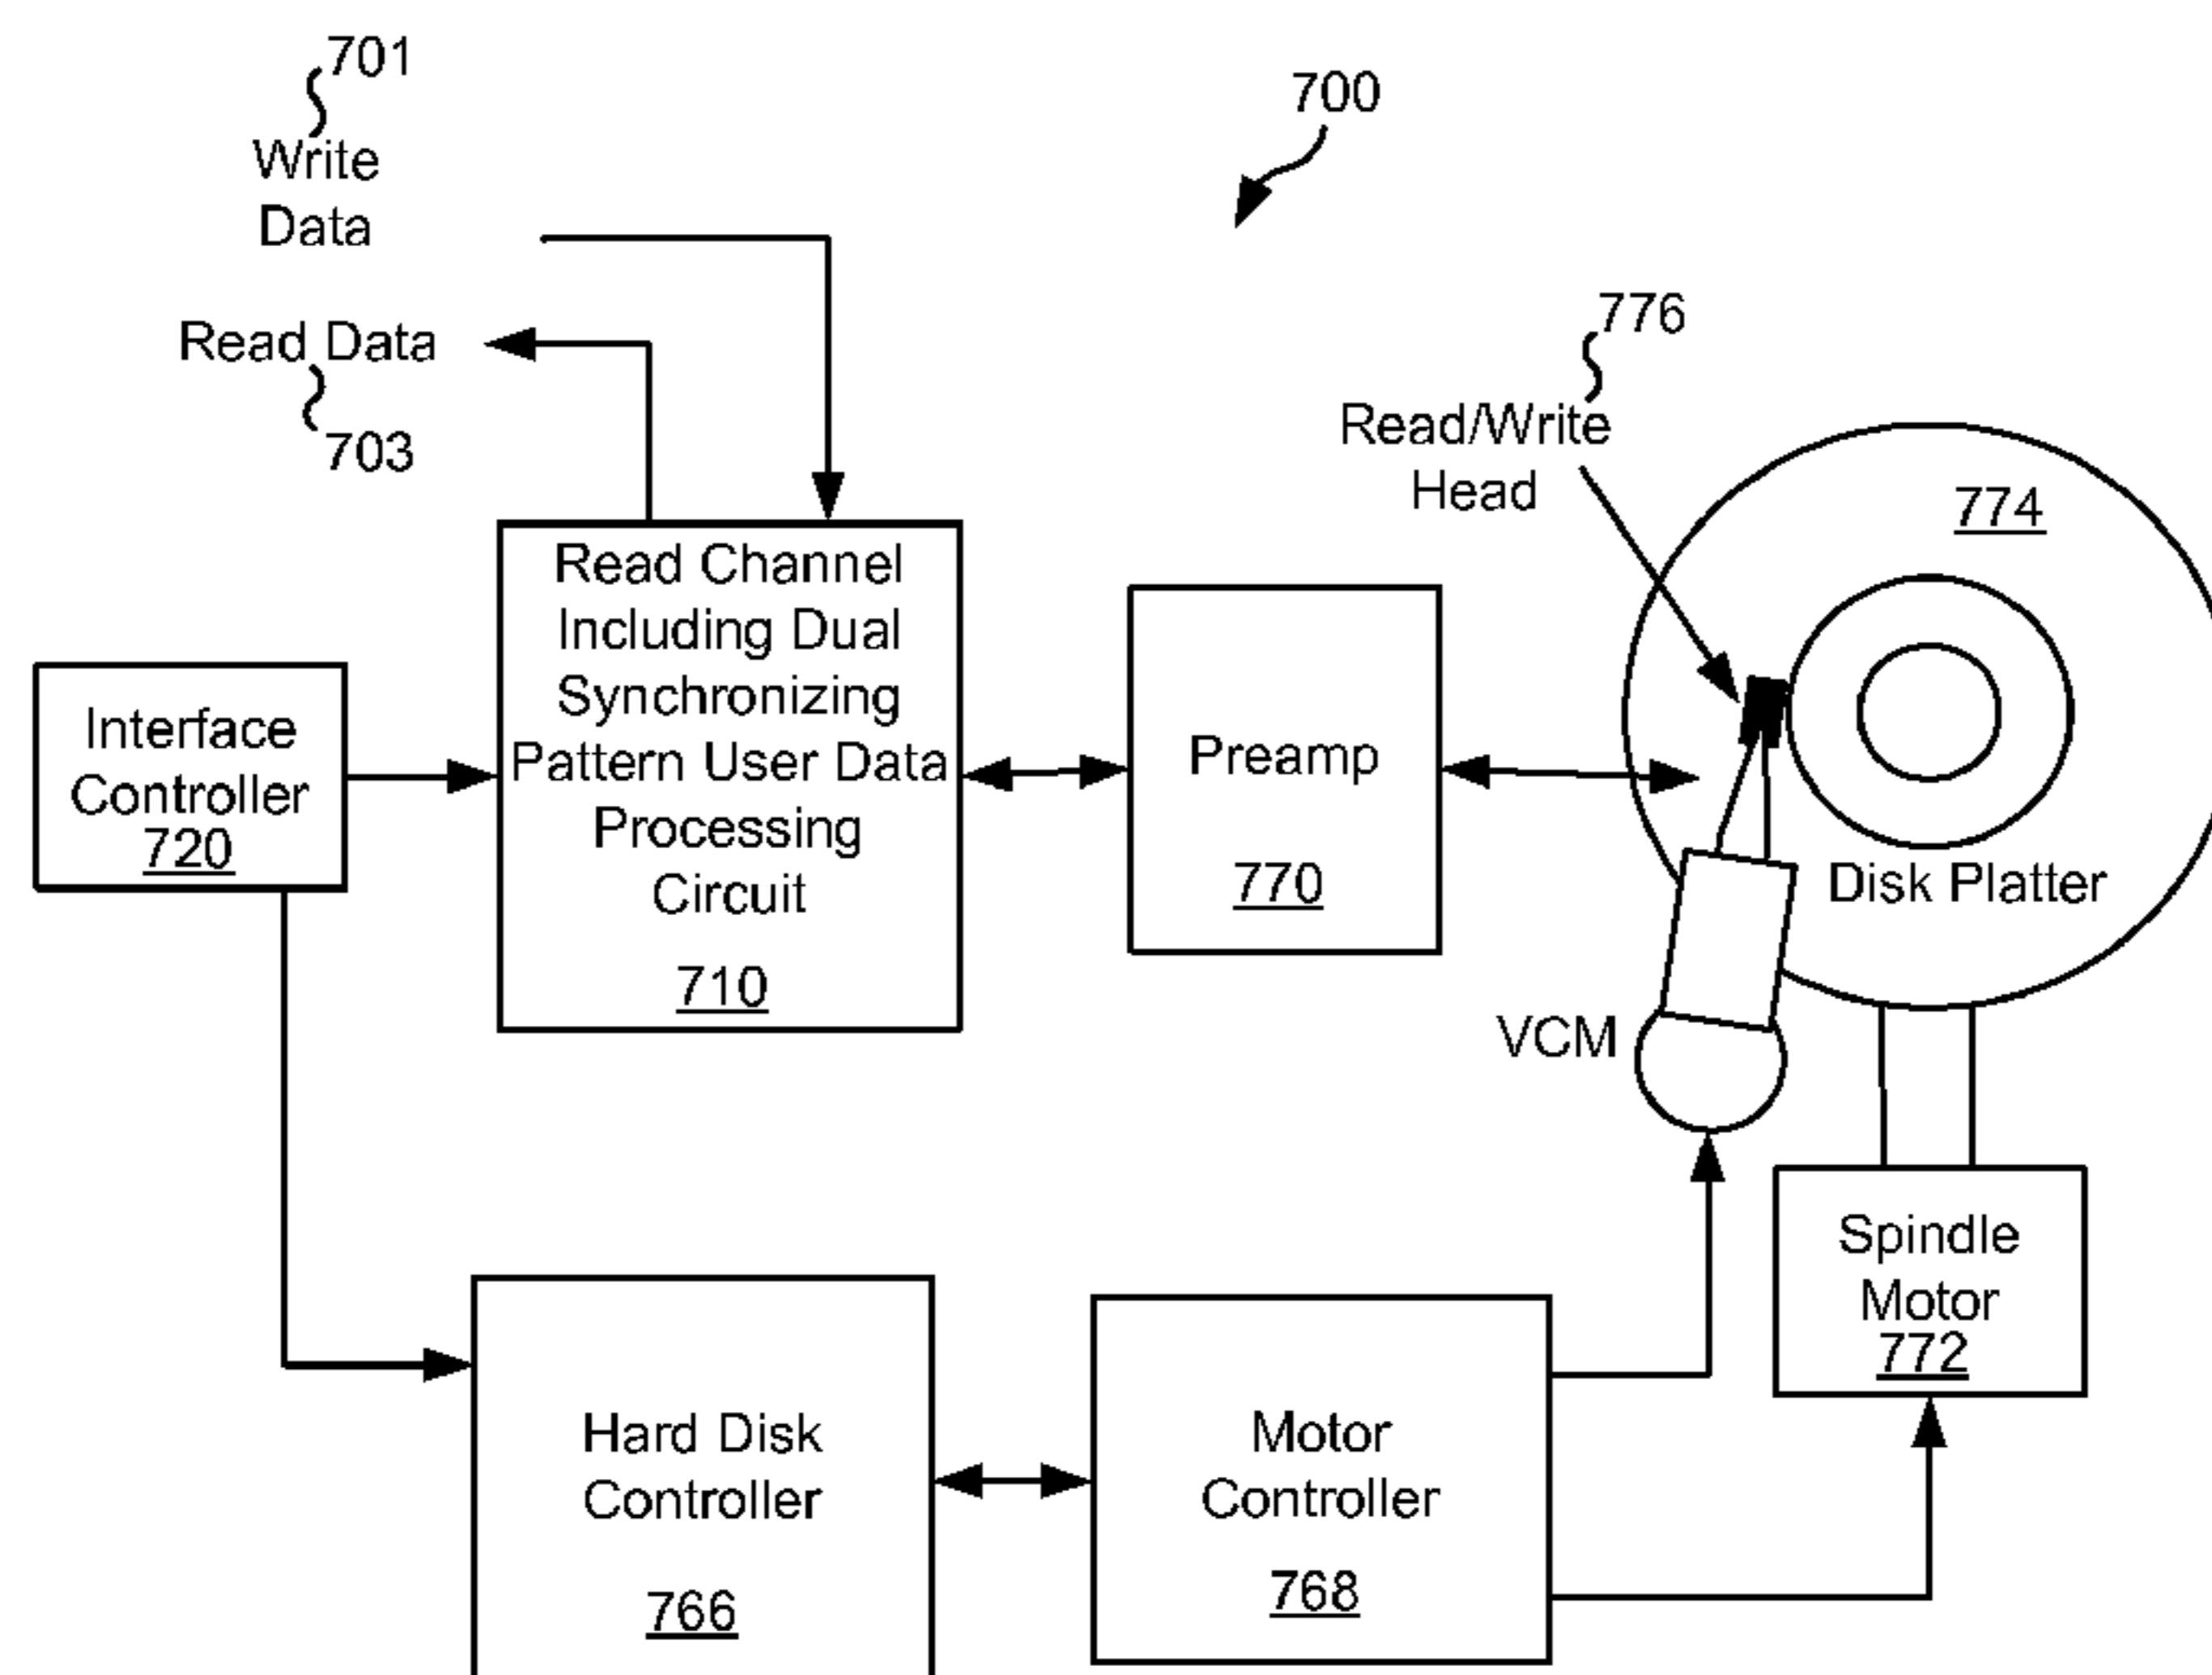 701
Write
Data
700
Read Data
703
776
Read/Write
Head
774
Disk Platter
Read Channel
Including Dual
Synchronizing
Pattern User Data
Processing
Circuit
710
Interface
Controller
720
Preamp
770
VCM
Spindle
Motor
772
Hard Disk
Controller
766
Motor
Controller
768